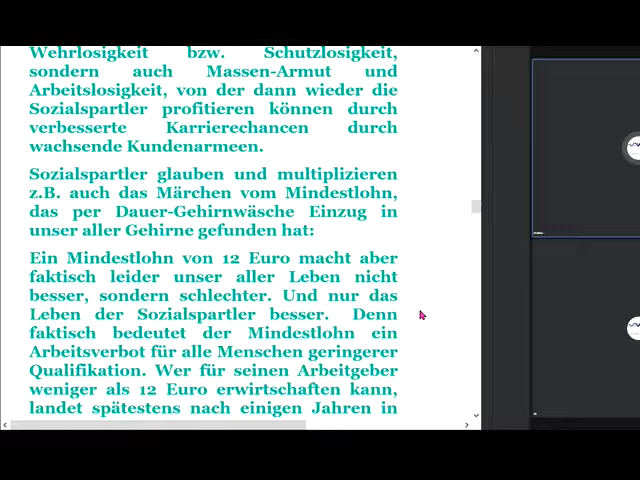 Wehrlosigkeit bzw. Schutzlosigkeit,
sondern auch Massen-Armut und
Arbeitslosigkeit, von der dann wieder die
Sozialspartler profitieren können durch
verbesserte Karrierechancen durch
wachsende Kundenarmeen.
Sozialspartler glauben und multiplizieren
z.B. auch das Märchen vom Mindestlohn,
das per Dauer-Gehirnwäsche Einzug in
unser aller Gehirne gefunden hat:
Ein Mindestlohn von 12 Euro macht aber
faktisch leider unser aller Leben nicht
besser, sondern schlechter. Und nur das
Leben der Sozialspartler besser. Denn
faktisch bedeutet der Mindestlohn ein
Arbeitsverbot für alle Menschen geringerer
Qualifikation. Wer für seinen Arbeitgeber
weniger als 12 Euro erwirtschaften kann,
landet spätestens nach einigen Jahren in